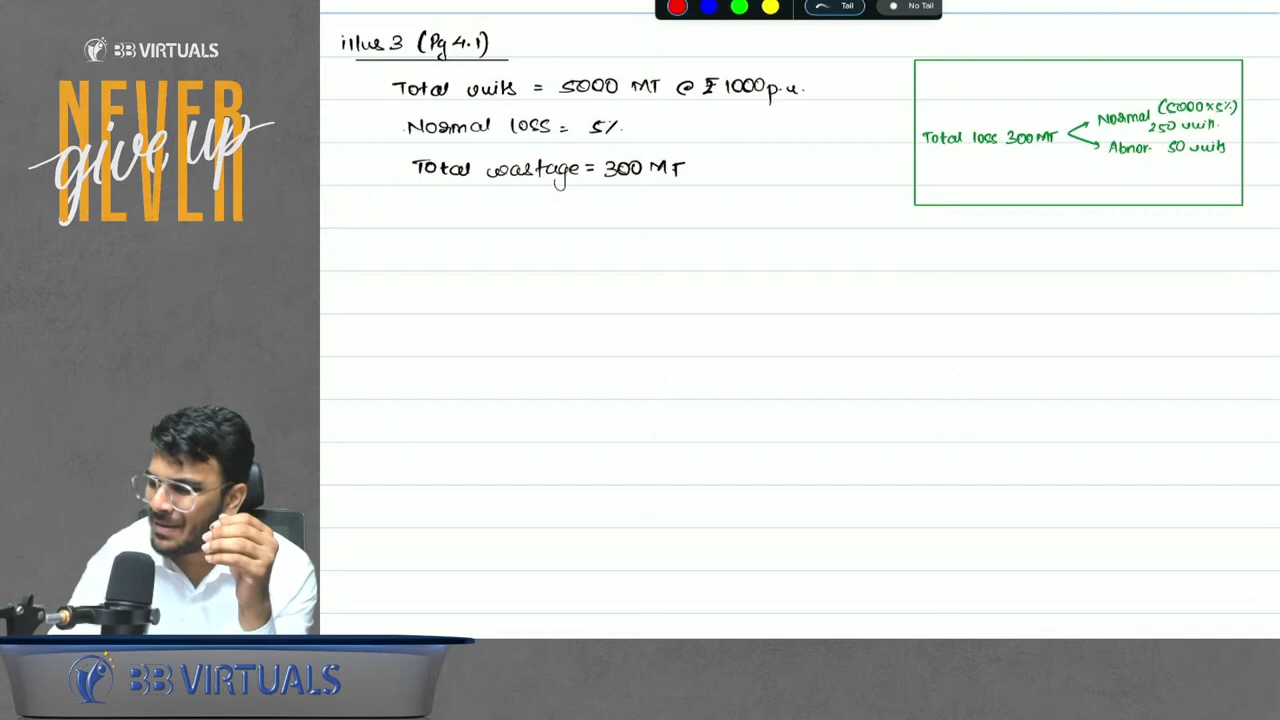 BB VIRTUALS
NEVER
give up
NEVER
Tail
No Tail
illus 3 (Pg 4.1)
Total units = 5000 MT @ ₹ 1000 p.u.
Normal loss = 5%.
Total wastage = 300 MT
Total loss 300 MT
Normal (5000 x 5%)
250 units.
Abnor. 50 units
BB VIRTUALS